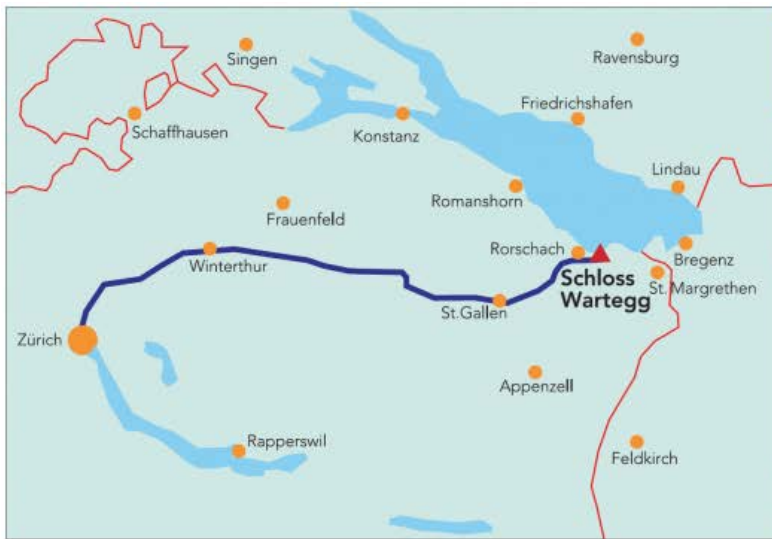 Ravensburg
Singen
Friedrichshafen
Schaffhausen
Konstanz
Lindau
Romanshorn
Frauenfeld
Rorschach
Bregenz
Winterthur
Schloss
Wartegg
St. Margrethen
St.Gallen
Zürich
Appenzell
Rapperswil
Feldkirch